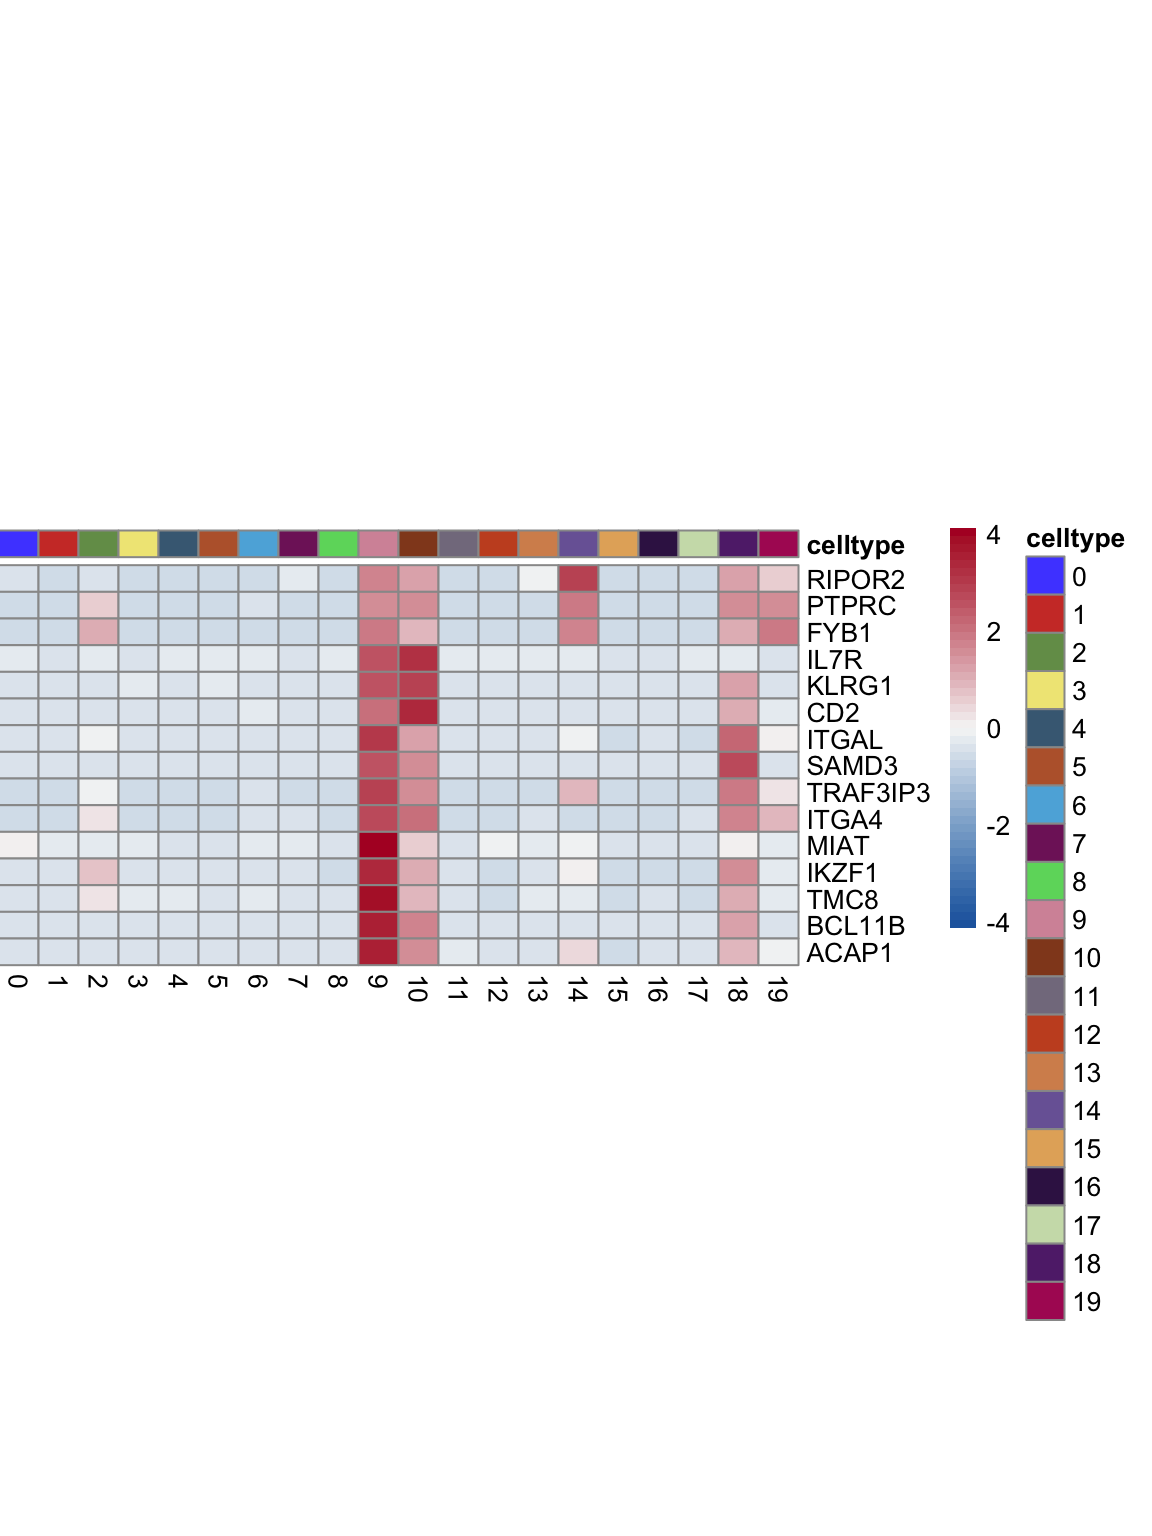 celltype
RIPOR2
PTPRC
FYB1
IL7R
KLRG1
CD2
ITGAL
SAMD3
TRAF3IP3
ITGA4
MIAT
IKZF1
TMC8
BCL11B
ACAP1
0 1 2 3 4 5 6 7 8 9 10 11 12 13 14 15 16 17 18 19
4
2
0
-2
-4
celltype
0
1
2
3
4
5
6
7
8
9
10
11
12
13
14
15
16
17
18
19